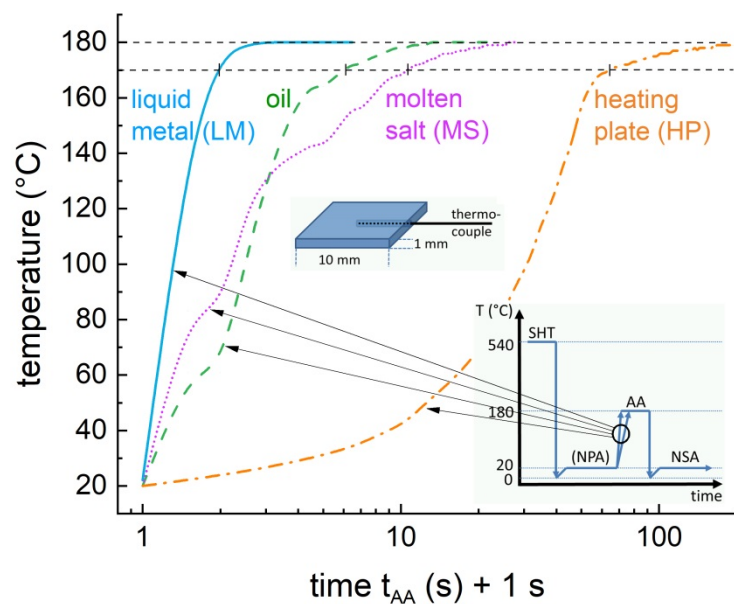 180
160
140
120
100
80
60
40
20
temperature (°C)
liquid
metal (LM)
oil
molten
salt (MS)
heating
plate (HP)
thermo-
couple
1 mm
10 mm
T (°C)
SHT
540
AA
180
(NPA)
NSA
20
0
time
1
10
100
time t_AA (s) + 1 s